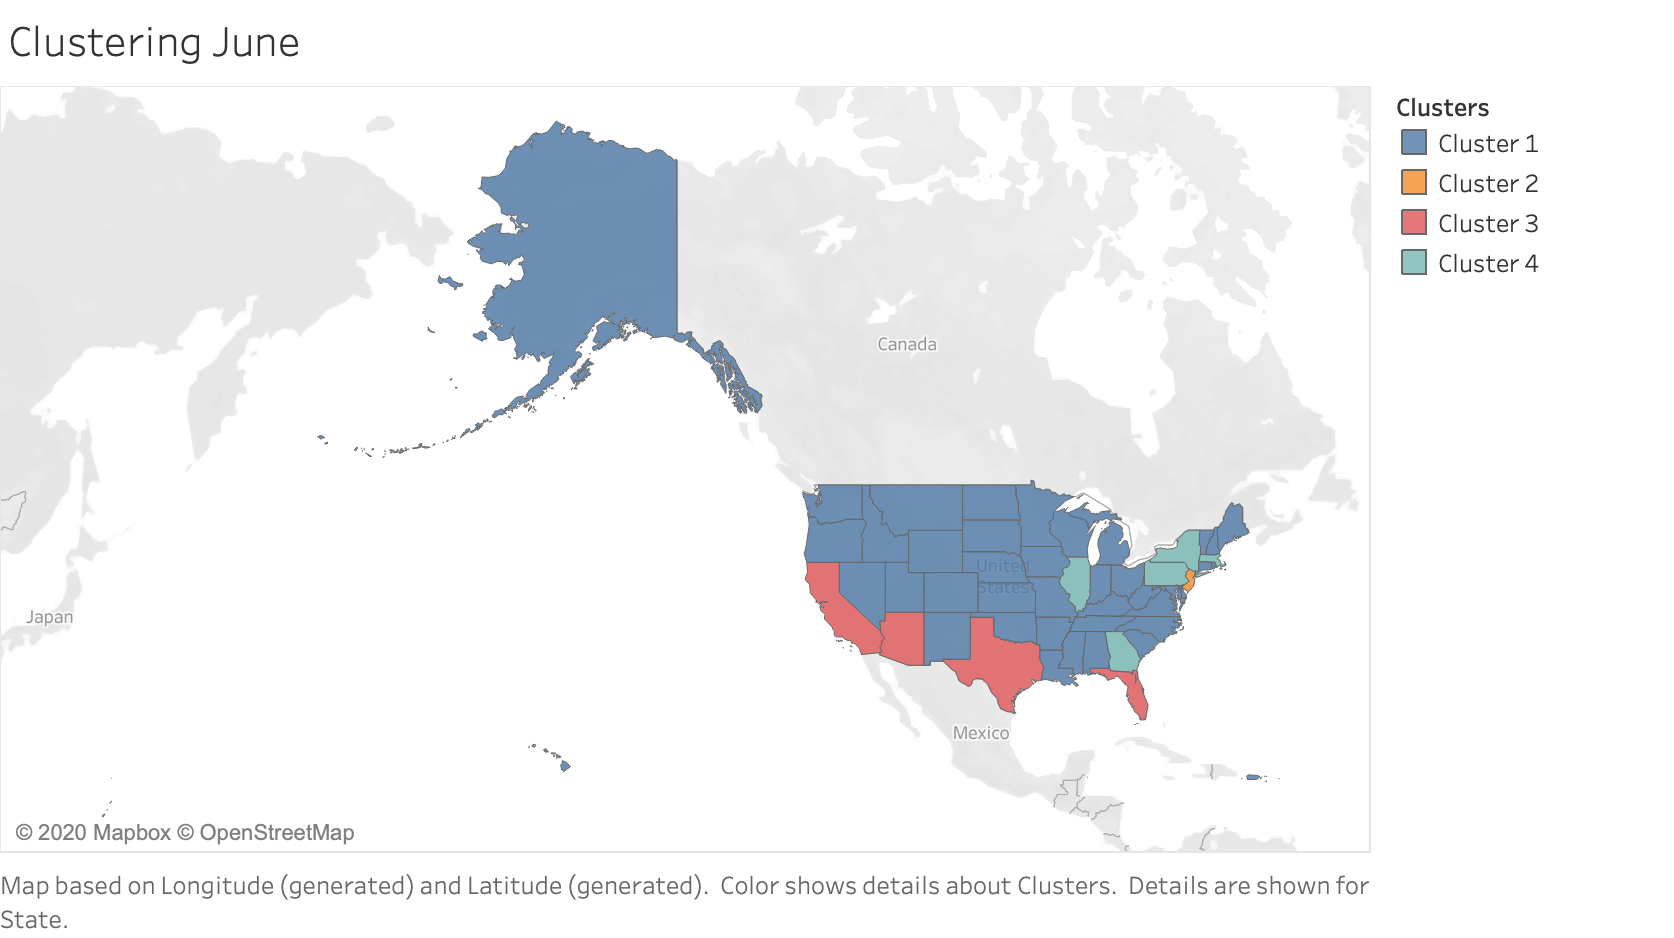 Clustering June
Clusters
Cluster 1
Cluster 2
Cluster 3
Cluster 4
Canada
United
States
Japan
Mexico
© 2020 Mapbox © OpenStreetMap
Map based on Longitude (generated) and Latitude (generated).  Color shows details about Clusters.  Details are shown for
State.